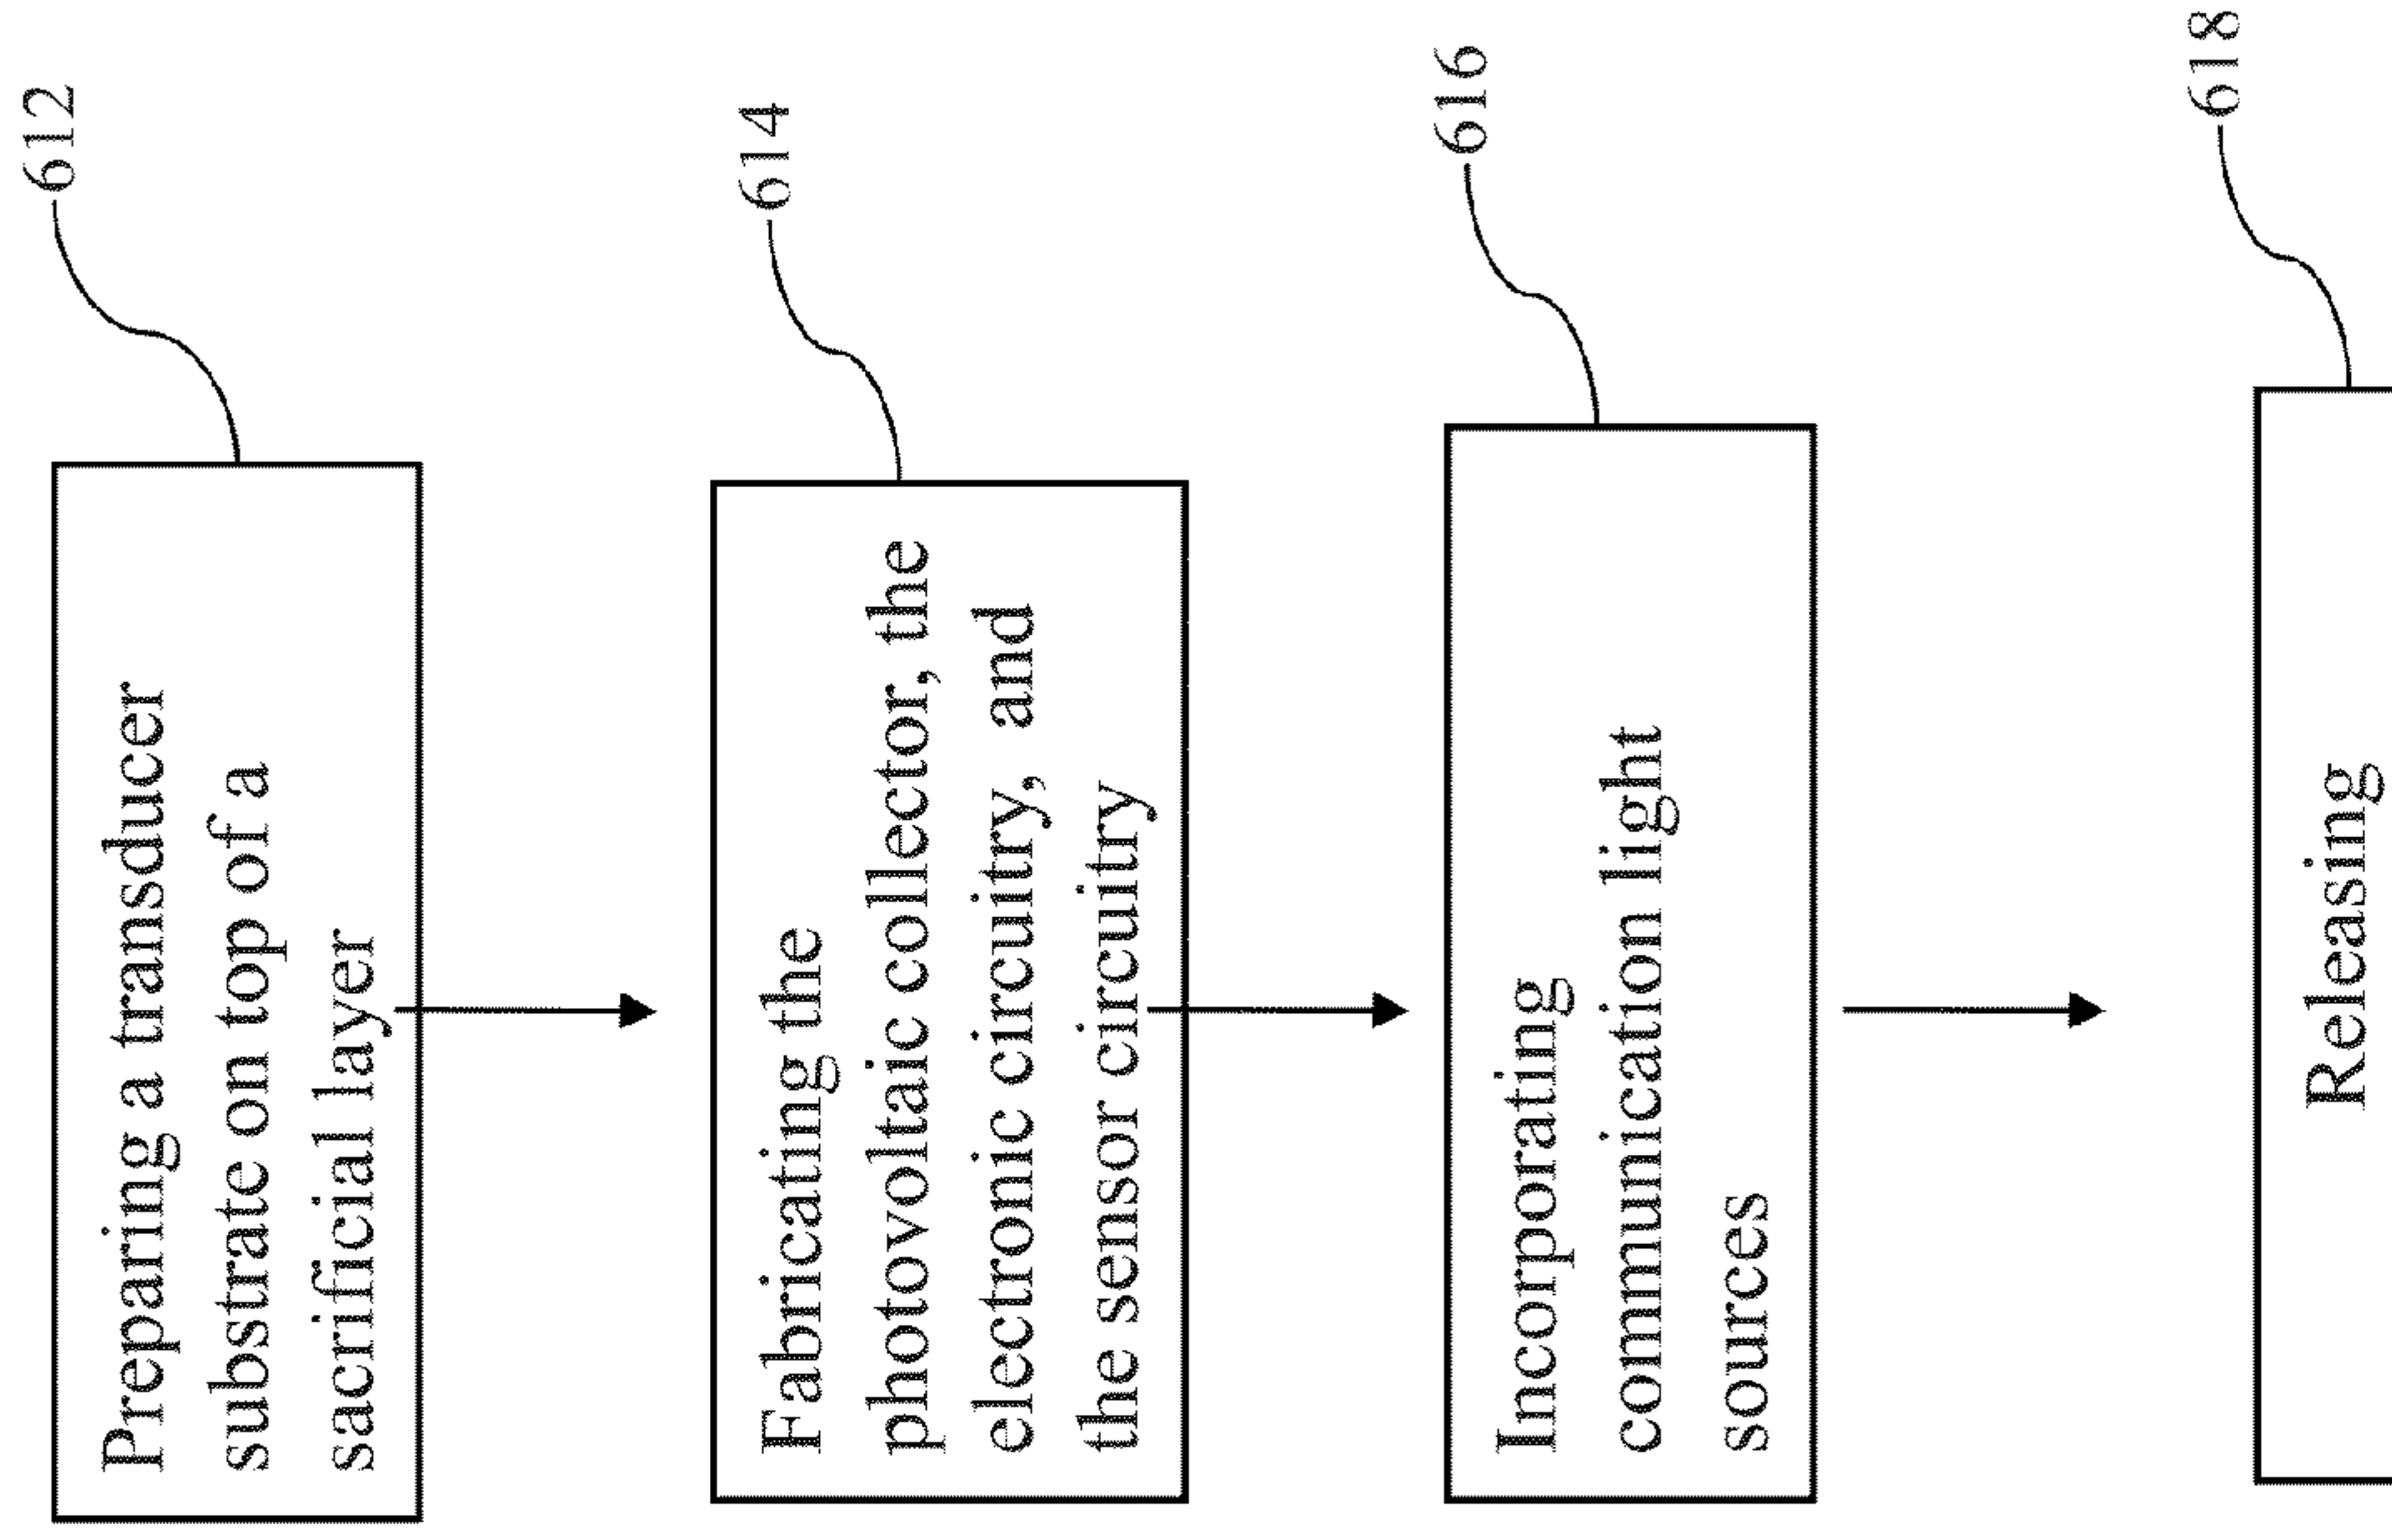 612
Preparing a transducer
substrate on top of a
sacrificial layer
614
Fabricating the
photovoltaic collector, the
electronic circuitry, and
the sensor circuitry
616
Incorporating
communication light
sources
618
Releasing